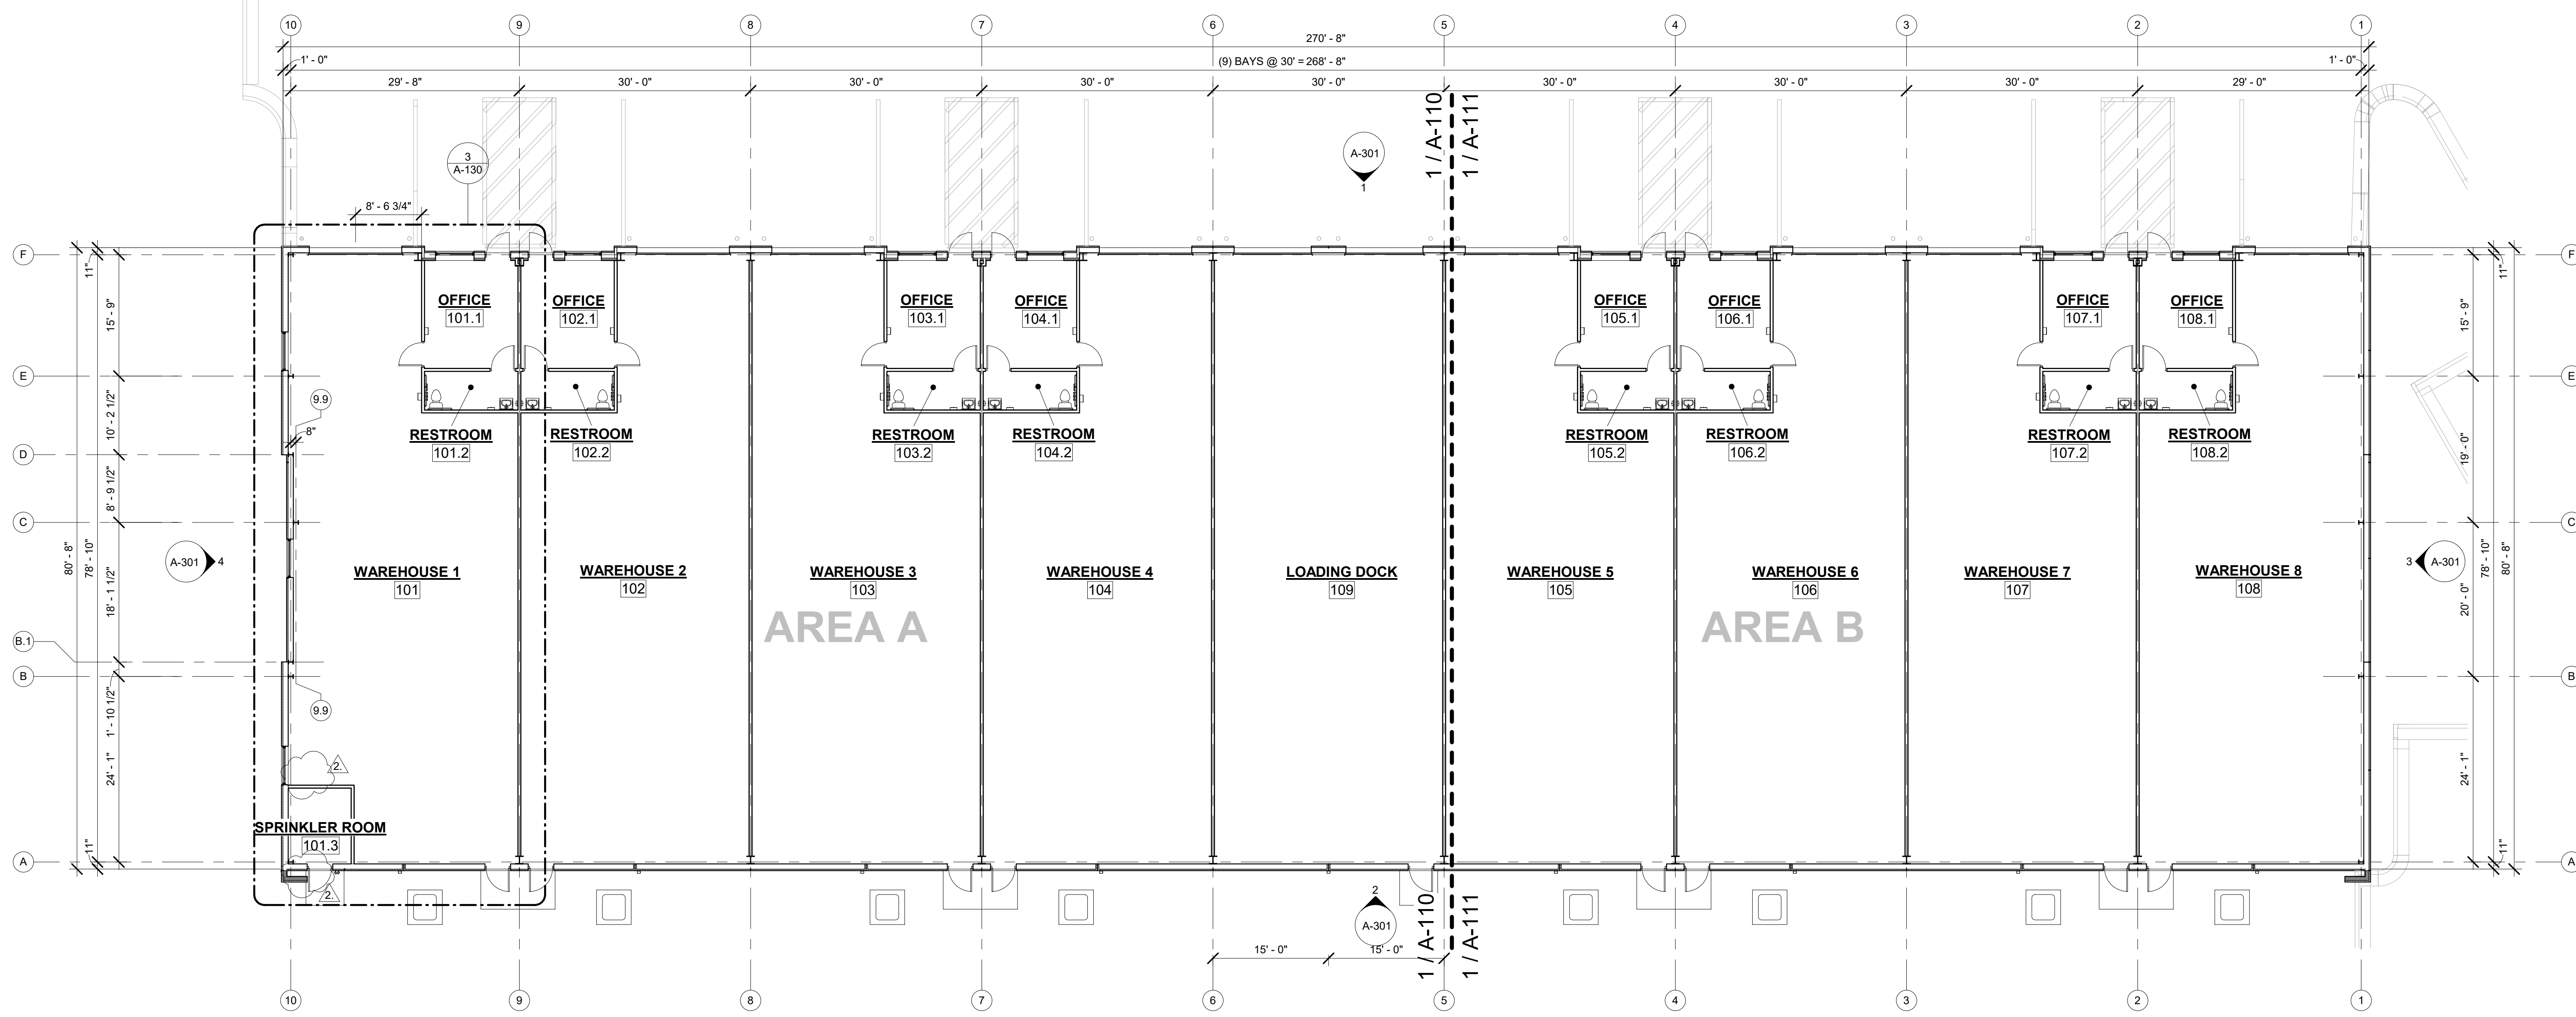 10 9 8 7 6 5 4 3 2 1
270' - 8"
1' - 0"
(9) BAYS @ 30' = 268' - 8"
1' - 0"
29' - 8" 30' - 0" 30' - 0" 30' - 0" 30' - 0" 30' - 0" 30' - 0" 30' - 0" 29' - 0"
1 / A-110
1 / A-111
3
A-130
A-301
1
8' - 6 3/4"
F
F
11"
11"
15' - 9"
15' - 9"
OFFICE
101.1
OFFICE
102.1
OFFICE
103.1
OFFICE
104.1
OFFICE
105.1
OFFICE
106.1
OFFICE
107.1
OFFICE
108.1
E
E
9.9
10' - 2 1/2"
8"
RESTROOM
101.2
RESTROOM
102.2
RESTROOM
103.2
RESTROOM
104.2
RESTROOM
105.2
RESTROOM
106.2
RESTROOM
107.2
RESTROOM
108.2
D
19' - 0"
8' - 9 1/2"
C
C
80' - 8"
78' - 10"
A-301
4
3
A-301
78' - 10"
80' - 8"
18' - 1 1/2"
20' - 0"
WAREHOUSE 1
101
WAREHOUSE 2
102
WAREHOUSE 3
103
WAREHOUSE 4
104
LOADING DOCK
109
WAREHOUSE 5
105
WAREHOUSE 6
106
WAREHOUSE 7
107
WAREHOUSE 8
108
AREA A
AREA B
B.1
B
B
9.9
1' - 10 1/2"
24' - 1"
24' - 1"
2.
SPRINKLER ROOM
101.3
11"
11"
A
A
2.
2
A-301
1 / A-110
1 / A-111
15' - 0"
15' - 0"
10 9 8 7 6 5 4 3 2 1